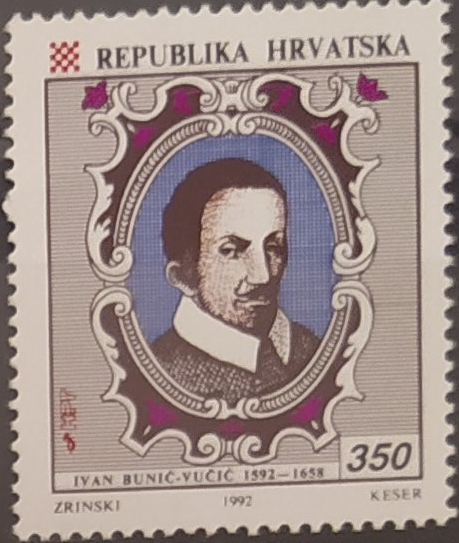 REPUBLIKA HRVATSKA
IVAN BUNIĆ-VUČIĆ 1592–1658
350
ZRINSKI 1992 KESER